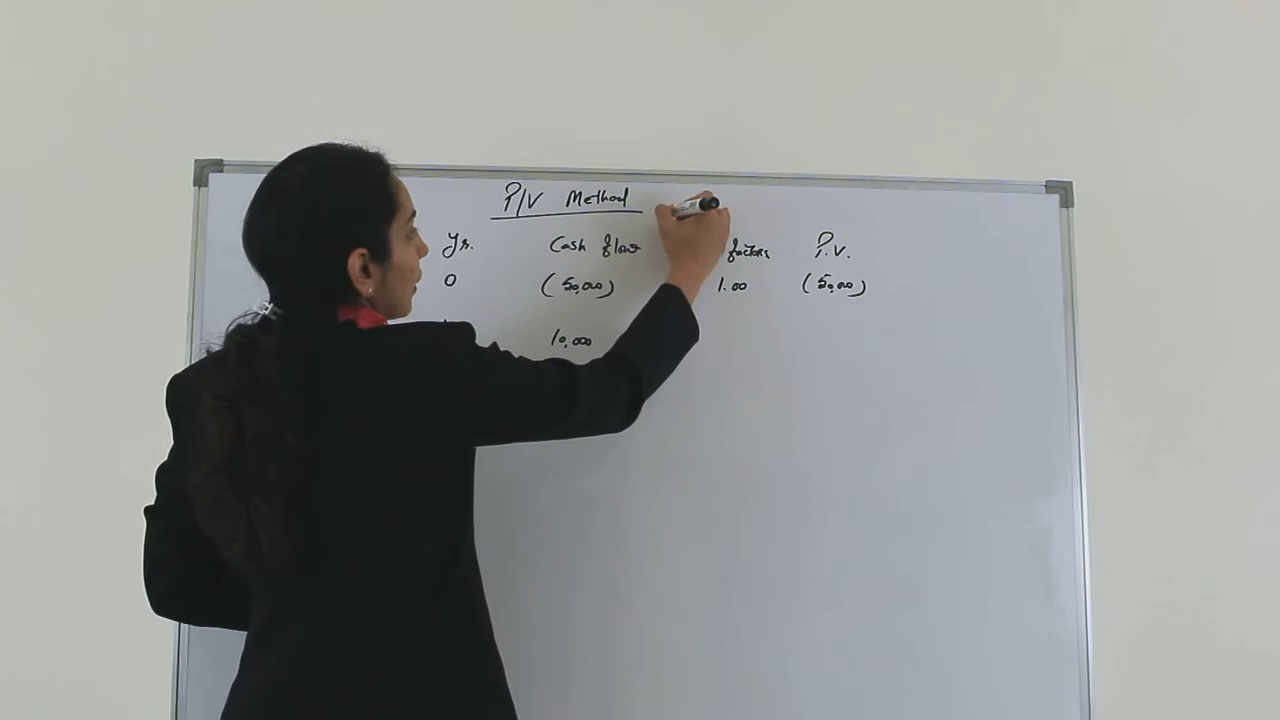 P/V Method
Yr. Cash flow factors P.V.
0 (50,000) 1.00 (50,000)
10,000